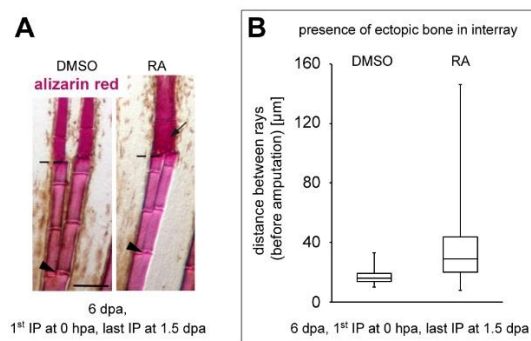 A
DMSO
RA
alizarin red
6 dpa,
1st IP at 0 hpa, last IP at 1.5 dpa
B
presence of ectopic bone in interray
DMSO
RA
distance between rays
(before amputation) [µm]
160
120
80
40
0
6 dpa, 1st IP at 0 hpa, last IP at 1.5 dpa